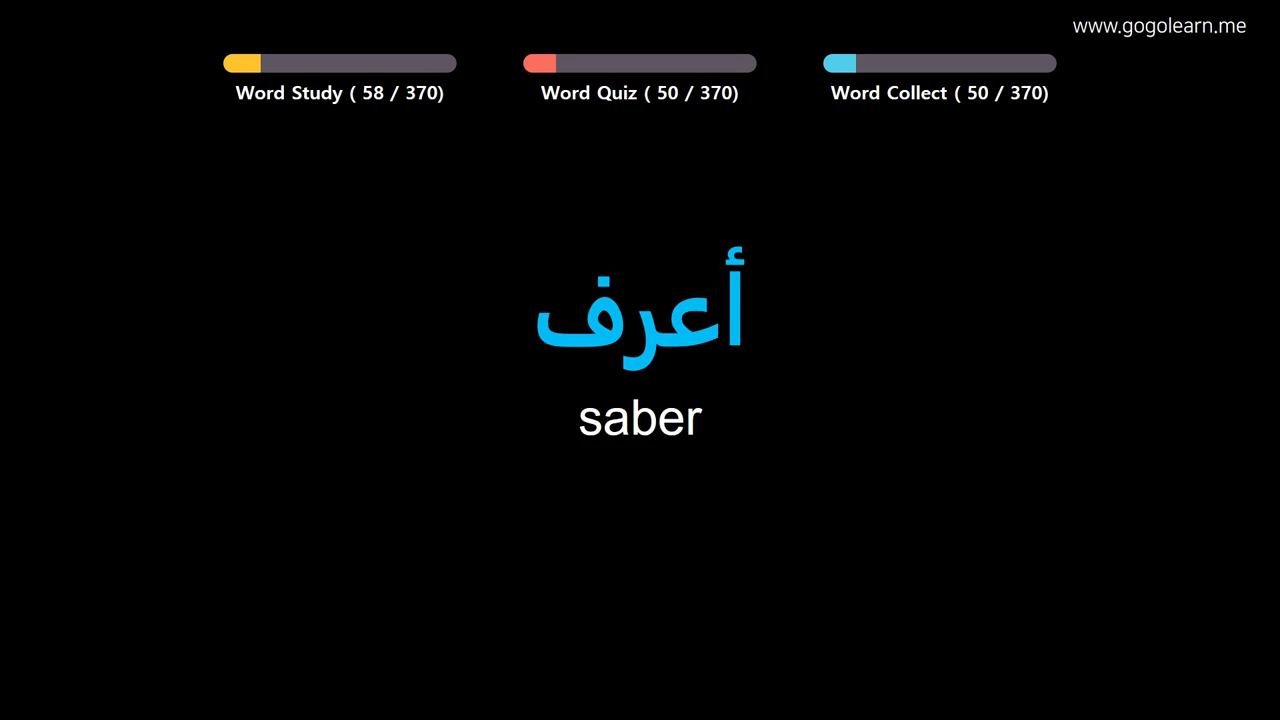 www.gogolearn.me
Word Study ( 58 / 370)
Word Quiz ( 50 / 370)
Word Collect ( 50 / 370)
أعرف
saber